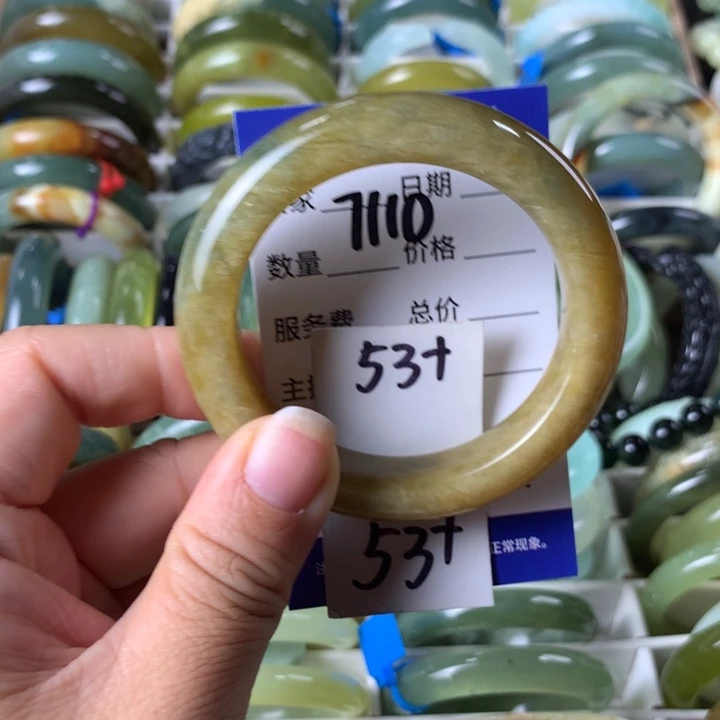 家 日期
7110
数量 价格
服务费 总价
53+
主
53+
正常现象。